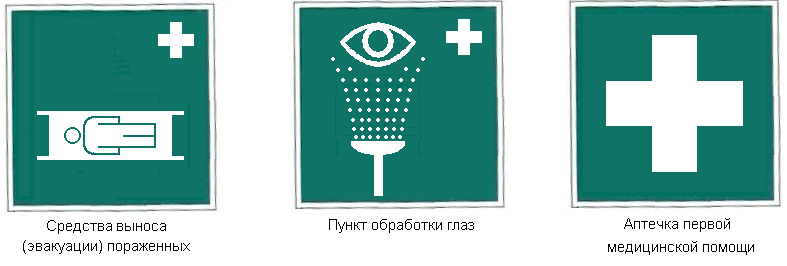 Средства выноса
(эвакуации) пораженных
Пункт обработки глаз
Аптечка первой
медицинской помощи